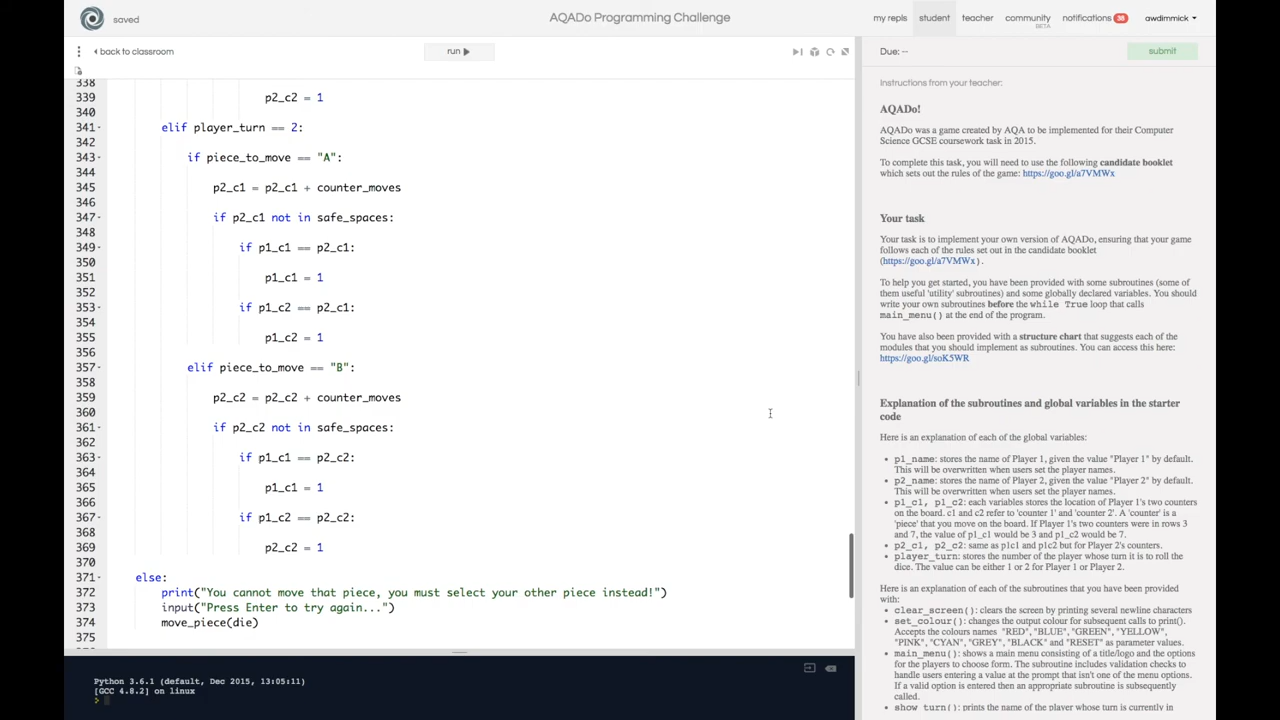 saved
AQADo Programming Challenge
my repls
student
teacher
community
BETA
notifications 36
awdimmick
back to classroom
run
338
339 p2_c2 = 1
340
341 elif player_turn == 2:
342
343 if piece_to_move == "A":
344
345 p2_c1 = p2_c1 + counter_moves
346
347 if p2_c1 not in safe_spaces:
348
349 if p1_c1 == p2_c1:
350
351 p1_c1 = 1
352
353 if p1_c2 == p2_c1:
354
355 p1_c2 = 1
356
357 elif piece_to_move == "B":
358
359 p2_c2 = p2_c2 + counter_moves
360
361 if p2_c2 not in safe_spaces:
362
363 if p1_c1 == p2_c2:
364
365 p1_c1 = 1
366
367 if p1_c2 == p2_c2:
368
369 p2_c2 = 1
370
371 else:
372 print("You cannot move that piece, you must select your other piece instead!")
373 input("Press Enter to try again...")
374 move_piece(die)
375
Python 3.6.1 (default, Dec 2015, 13:05:11)
[GCC 4.8.2] on linux
>
Due: --
submit
Instructions from your teacher:
AQADo!
AQADo was a game created by AQA to be implemented for their Computer
Science GCSE coursework task in 2015.
To complete this task, you will need to use the following candidate booklet
which sets out the rules of the game: https://goo.gl/a7VMWx
Your task
Your task is to implement your own version of AQADo, ensuring that your game
follows each of the rules set out in the candidate booklet
(https://goo.gl/a7VMWx).
To help you get started, you have been provided with some subroutines (some of
them useful 'utility' subroutines) and some globally declared variables. You should
write your own subroutines before the while True loop that calls
main_menu() at the end of the program.
You have also been provided with a structure chart that suggests each of the
modules that you should implement as subroutines. You can access this here:
https://goo.gl/soK5WR
Explanation of the subroutines and global variables in the starter
code
Here is an explanation of each of the global variables:
p1_name: stores the name of Player 1, given the value "Player 1" by default.
This will be overwritten when users set the player names.
p2_name: stores the name of Player 2, given the value "Player 2" by default.
This will be overwritten when users set the player names.
p1_c1, p1_c2: each variables stores the location of Player 1's two counters
on the board. c1 and c2 refer to 'counter 1' and 'counter 2'. A 'counter' is a
'piece' that you move on the board. If Player 1's two counters were in rows 3
and 7, the value of p1_c1 would be 3 and p1_c2 would be 7.
p2_c1, p2_c2: same as p1c1 and p1c2 but for Player 2's counters.
player_turn: stores the number of the player whose turn it is to roll the
dice. The value can be either 1 or 2 for Player 1 or Player 2.
Here is an explanation of each of the subroutines that you have been provided
with:
clear_screen(): clears the screen by printing several newline characters
set_colour(): changes the output colour for subsequent calls to print().
Accepts the colours names "RED", "BLUE", "GREEN", "YELLOW",
"PINK", "CYAN", "GREY", "BLACK" and "RESET" as parameter values.
main_menu(): shows a main menu consisting of a title/logo and the options
for the players to choose form. The subroutine includes validation checks to
handle users entering a value at the prompt that isn't one of the menu options.
If a valid option is entered then an appropriate subroutine is subsequently
called.
show_turn(): prints the name of the player whose turn is currently in